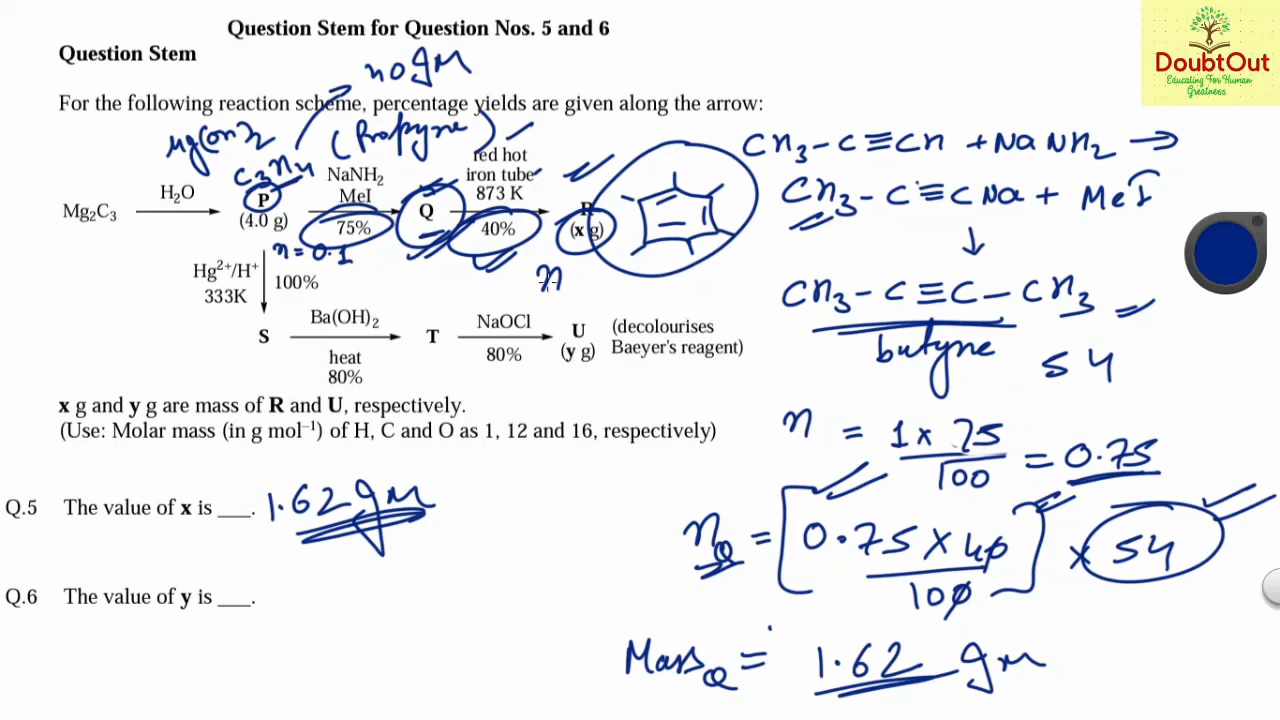 Question Stem for Question Nos. 5 and 6
Question Stem
DoubtOut
Educating For Human
Greatness
no gm
For the following reaction scheme, percentage yields are given along the arrow:
Mg(OH)2
(Propyne)
C3H4
CH3-C≡CH + NaNH2 →
Mg₂C₃
H₂O
P
(4.0 g)
NaNH₂
MeI
75%
Q
red hot
iron tube
873 K
40%
R
(x g)
CH3-C≡CNa + MeI
n = 0.1
↓
Hg²⁺/H⁺
333K
100%
n
CH3-C≡C-CH3
butyne
54
S
Ba(OH)₂
heat
80%
T
NaOCl
80%
U
(y g)
(decolourises
Baeyer's reagent)
x g and y g are mass of R and U, respectively.
(Use: Molar mass (in g mol⁻¹) of H, C and O as 1, 12 and 16, respectively)
n = 1 x 75 / 100 = 0.75
Q.5 The value of x is ___. 1.62 gm
nQ = [0.75 X 40 / 100] x 54
Q.6 The value of y is ___.
MassQ = 1.62 gm